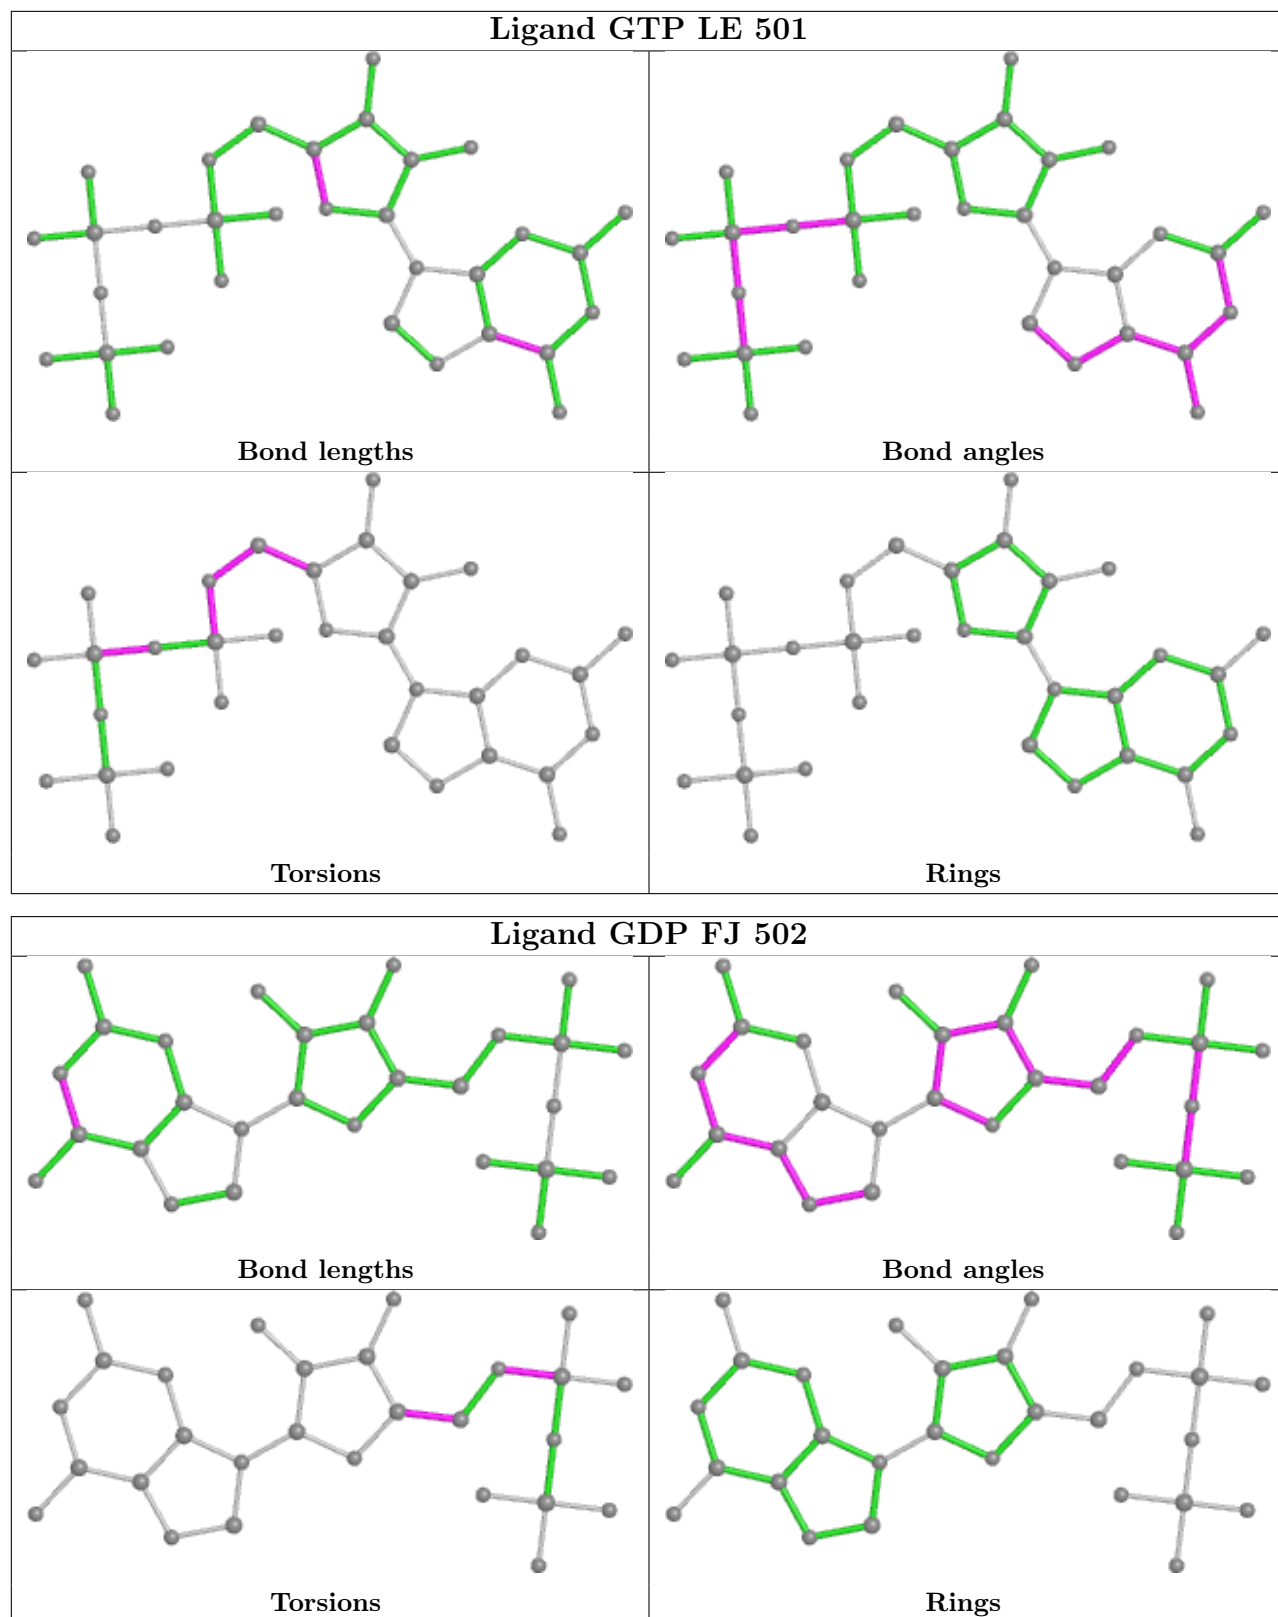 Ligand GTP LE 501
Bond lengths
Bond angles
Torsions
Rings
Ligand GDP FJ 502
Bond lengths
Bond angles
Torsions
Rings